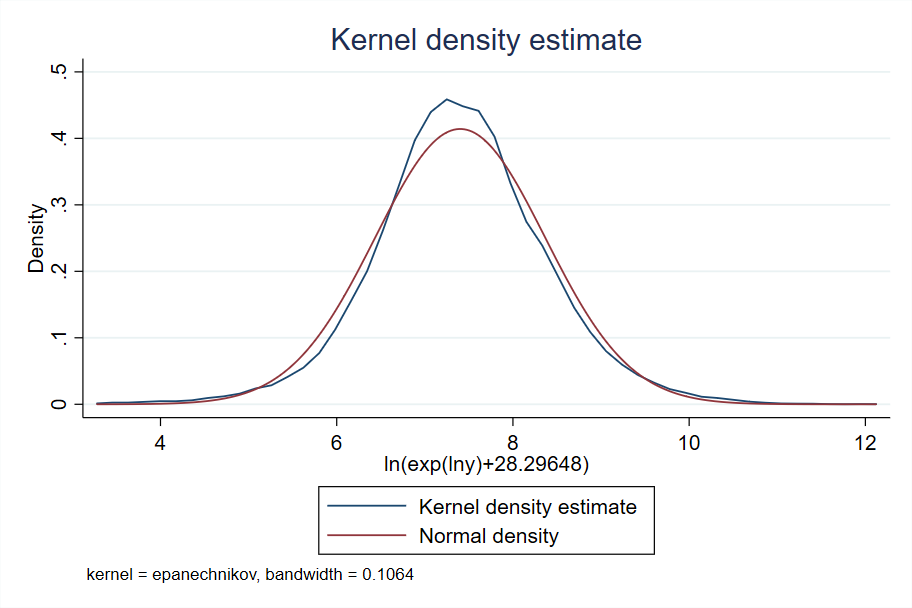 Kernel density estimate
.5
.4
.3
.2
.1
0
Density
4 6 8 10 12
ln(exp(lny)+28.29648)
Kernel density estimate
Normal density
kernel = epanechnikov, bandwidth = 0.1064